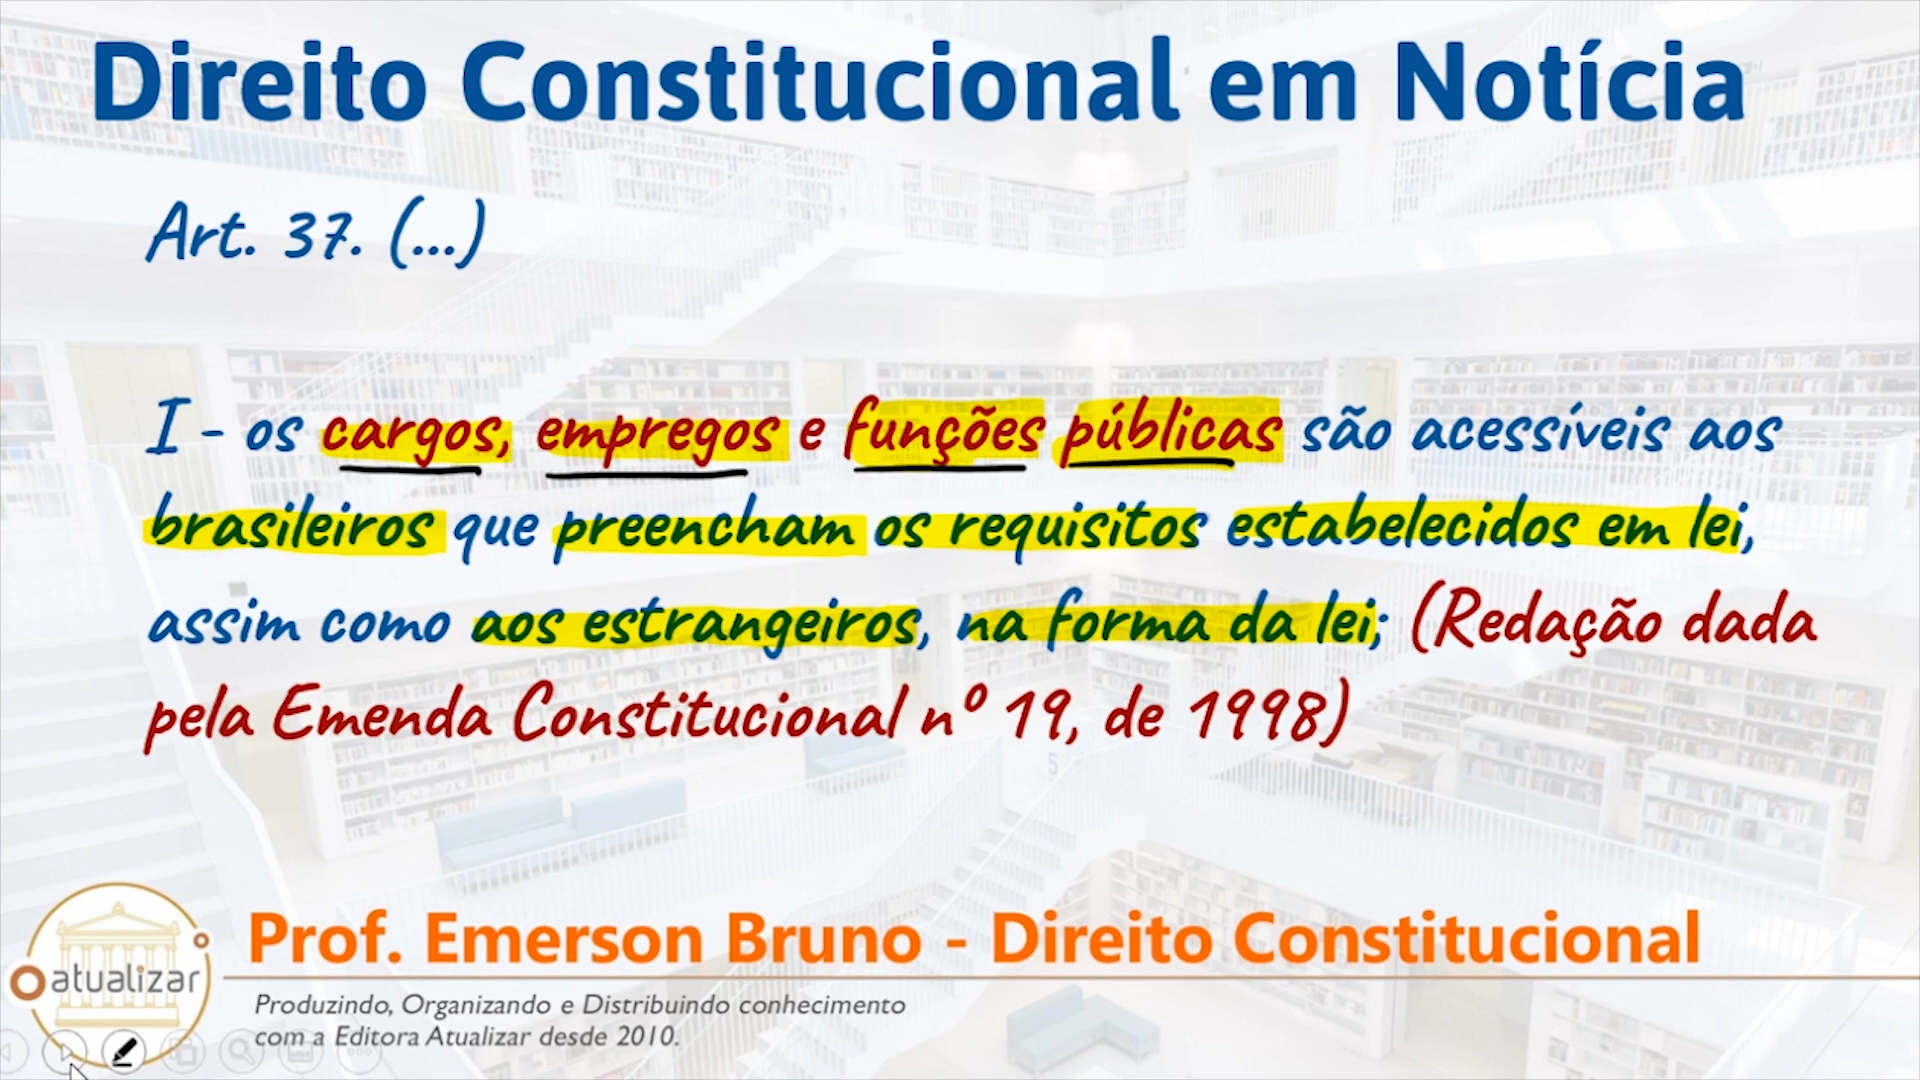 Direito Constitucional em Notícia
Art. 37. (...)
I - os cargos, empregos e funções públicas são acessíveis aos
brasileiros que preencham os requisitos estabelecidos em lei,
assim como aos estrangeiros, na forma da lei; (Redação dada
pela Emenda Constitucional nº 19, de 1998)
5
Prof. Emerson Bruno - Direito Constitucional
atualizar
Produzindo, Organizando e Distribuindo conhecimento
com a Editora Atualizar desde 2010.